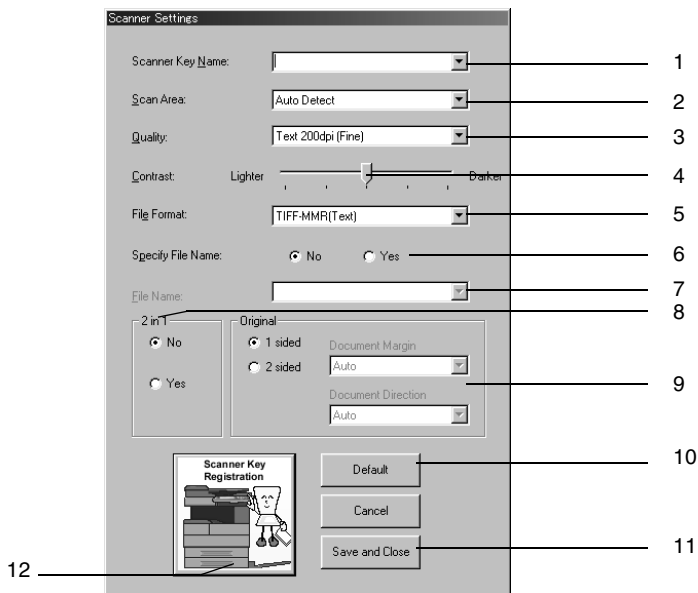 Scanner Settings
Scanner Key Name: 1
Scan Area: Auto Detect 2
Quality: Text 200dpi (Fine) 3
Contrast: Lighter Darker 4
File Format: TIFF-MMR(Text) 5
Specify File Name: No Yes 6
File Name: 7
2 in 1 Original 8
No 1 sided Document Margin
2 sided Auto 9
Yes
Document Direction
Auto
Scanner Key Default 10
Registration
Cancel
Save and Close 11
12